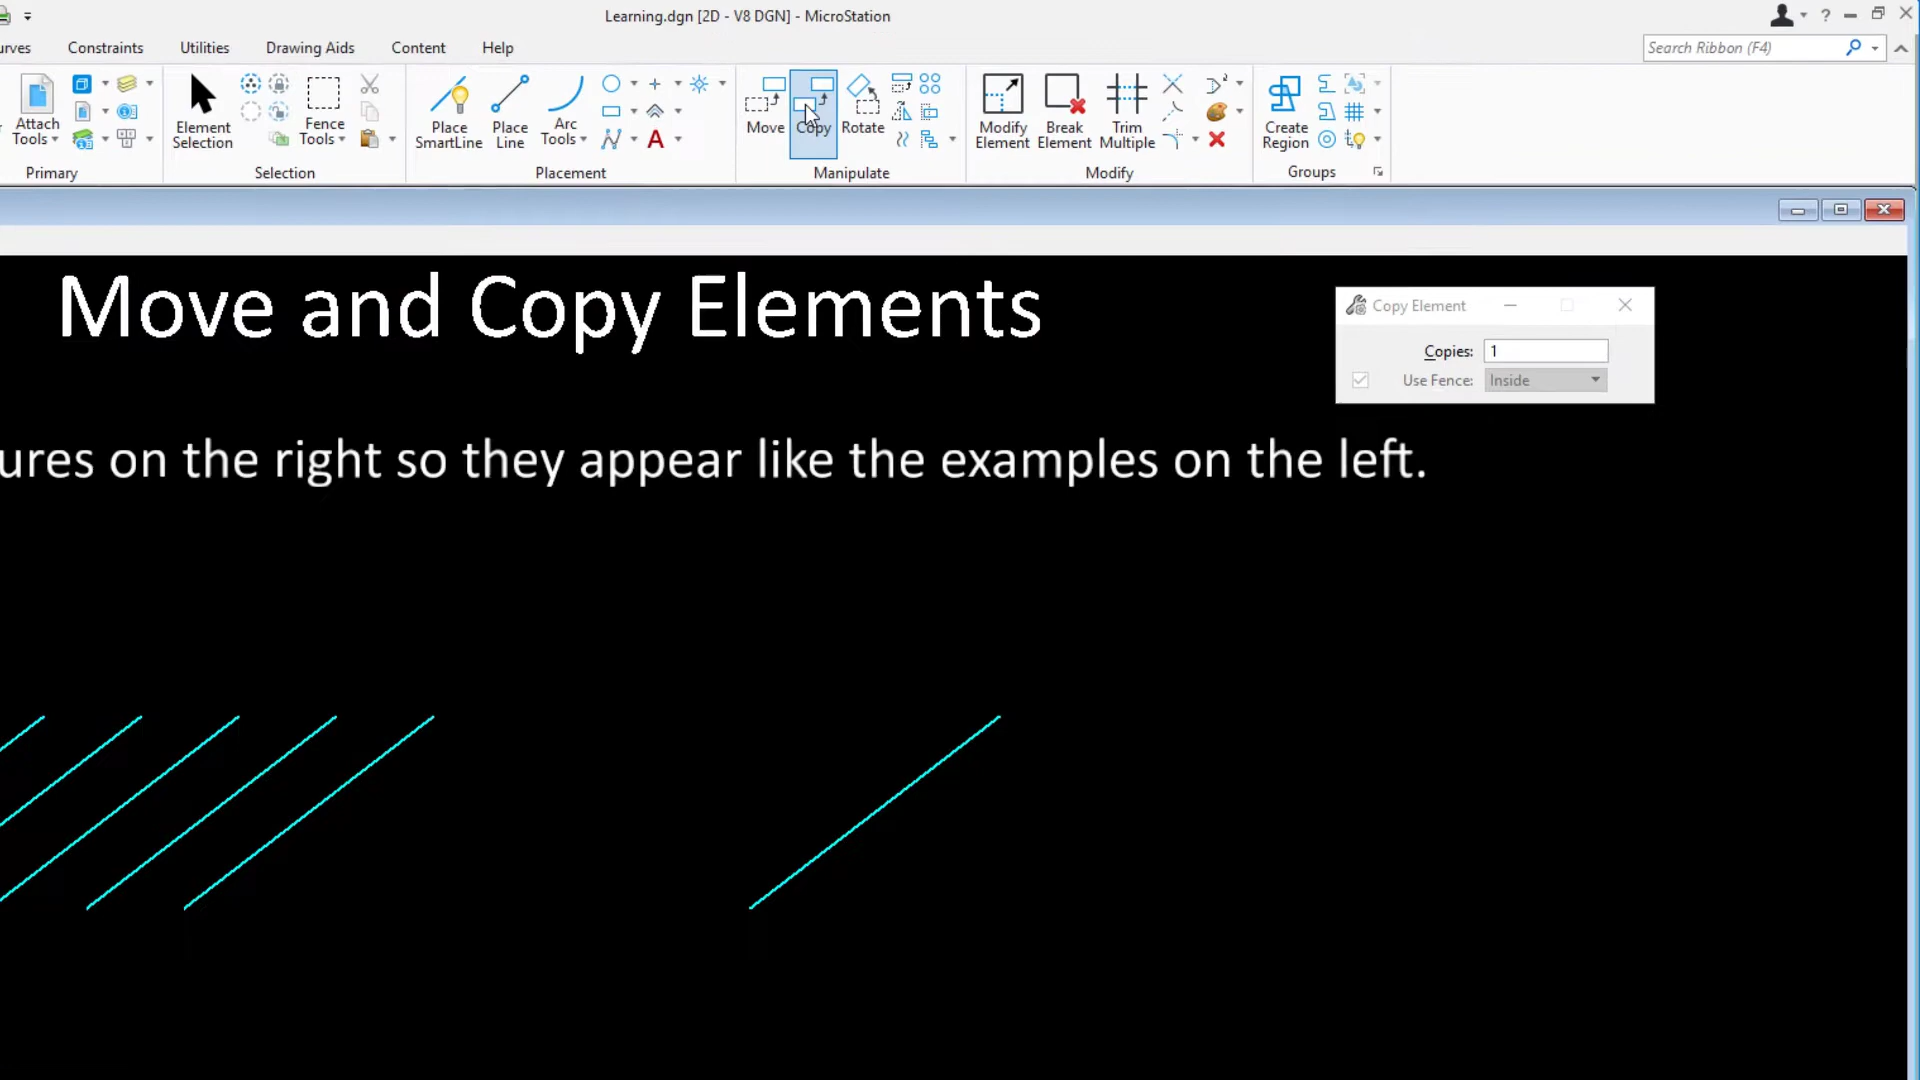 Learning.dgn [2D - V8 DGN] - MicroStation
urves Constraints Utilities Drawing Aids Content Help
Search Ribbon (F4)
Attach Tools
Element Selection
Fence Tools
Place SmartLine
Place Line
Arc Tools
Move
Copy
Rotate
Modify Element
Break Element
Trim Multiple
Create Region
Primary Selection Placement Manipulate Modify Groups
Move and Copy Elements
Copy Element
Copies: 1
Use Fence: Inside
ures on the right so they appear like the examples on the left.